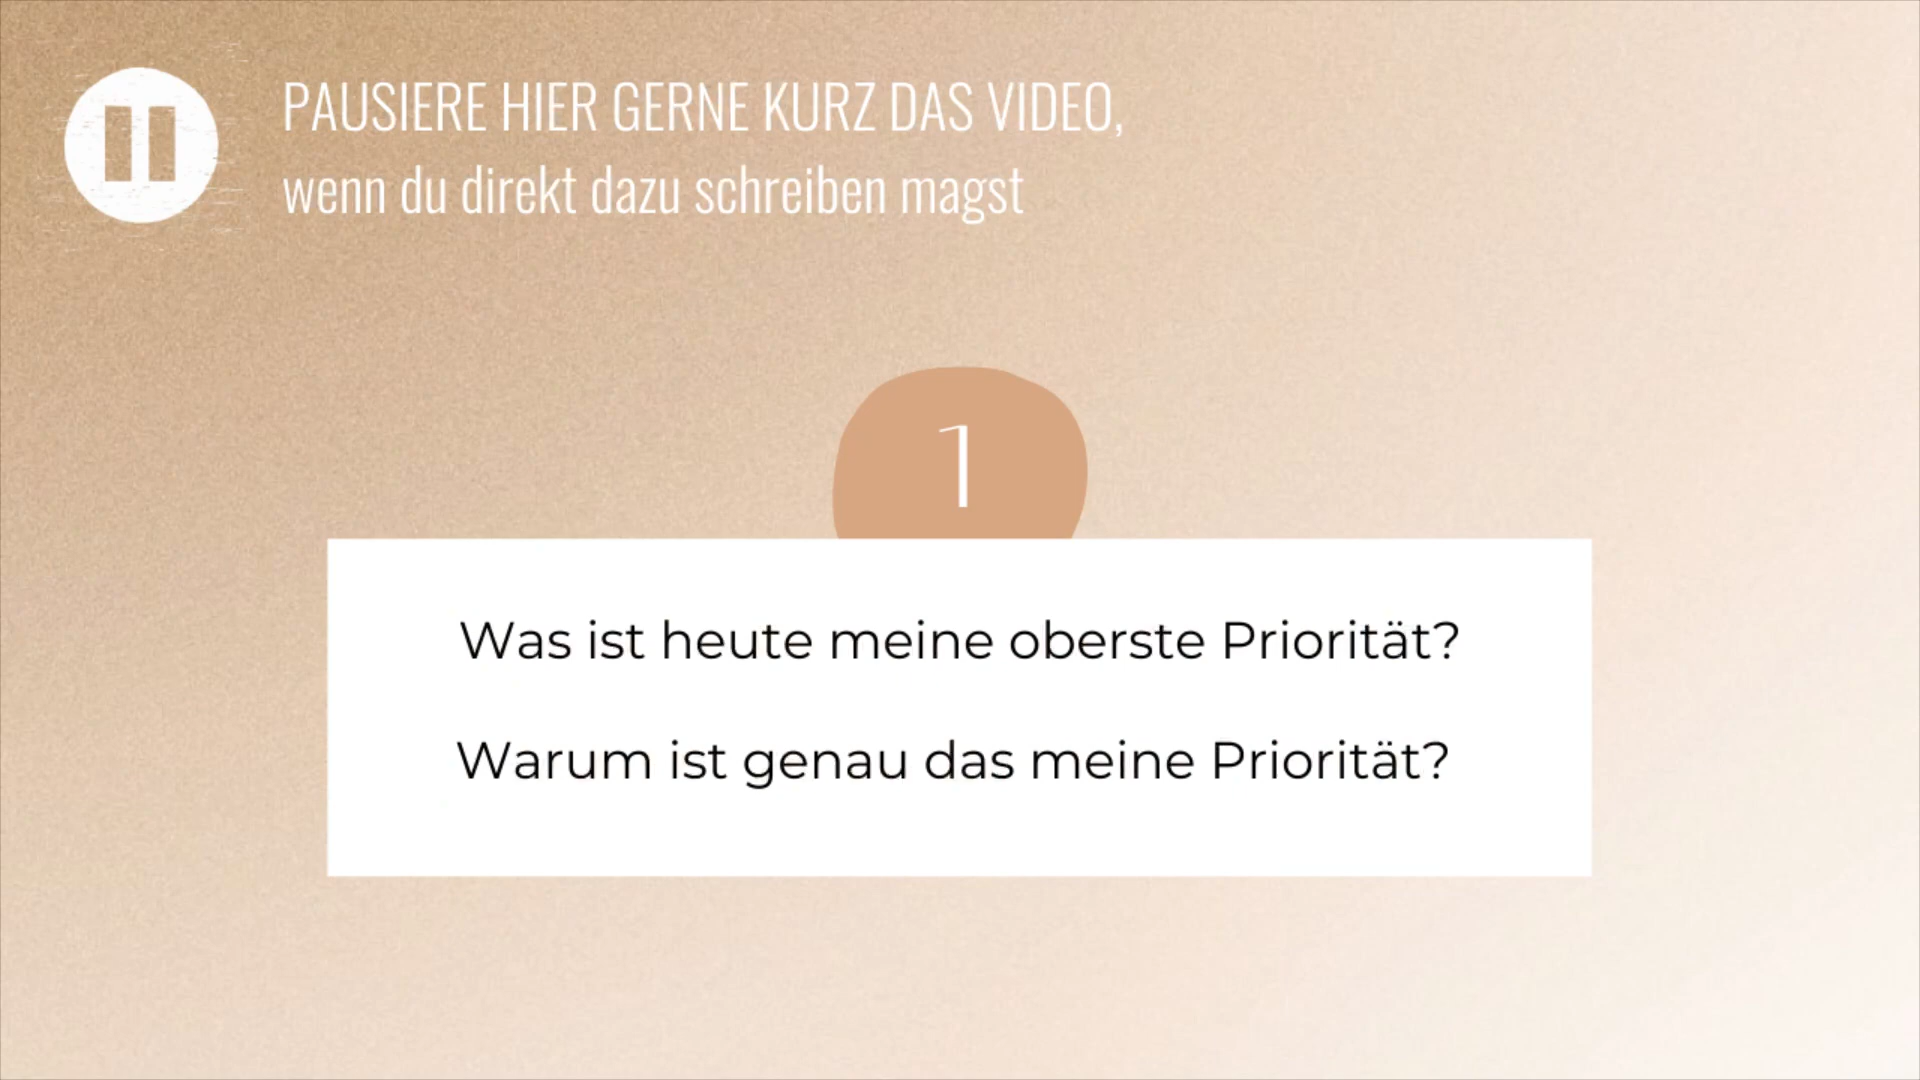 PAUSIERE HIER GERNE KURZ DAS VIDEO,
wenn du direkt dazu schreiben magst
1
Was ist heute meine oberste Priorität?
Warum ist genau das meine Priorität?